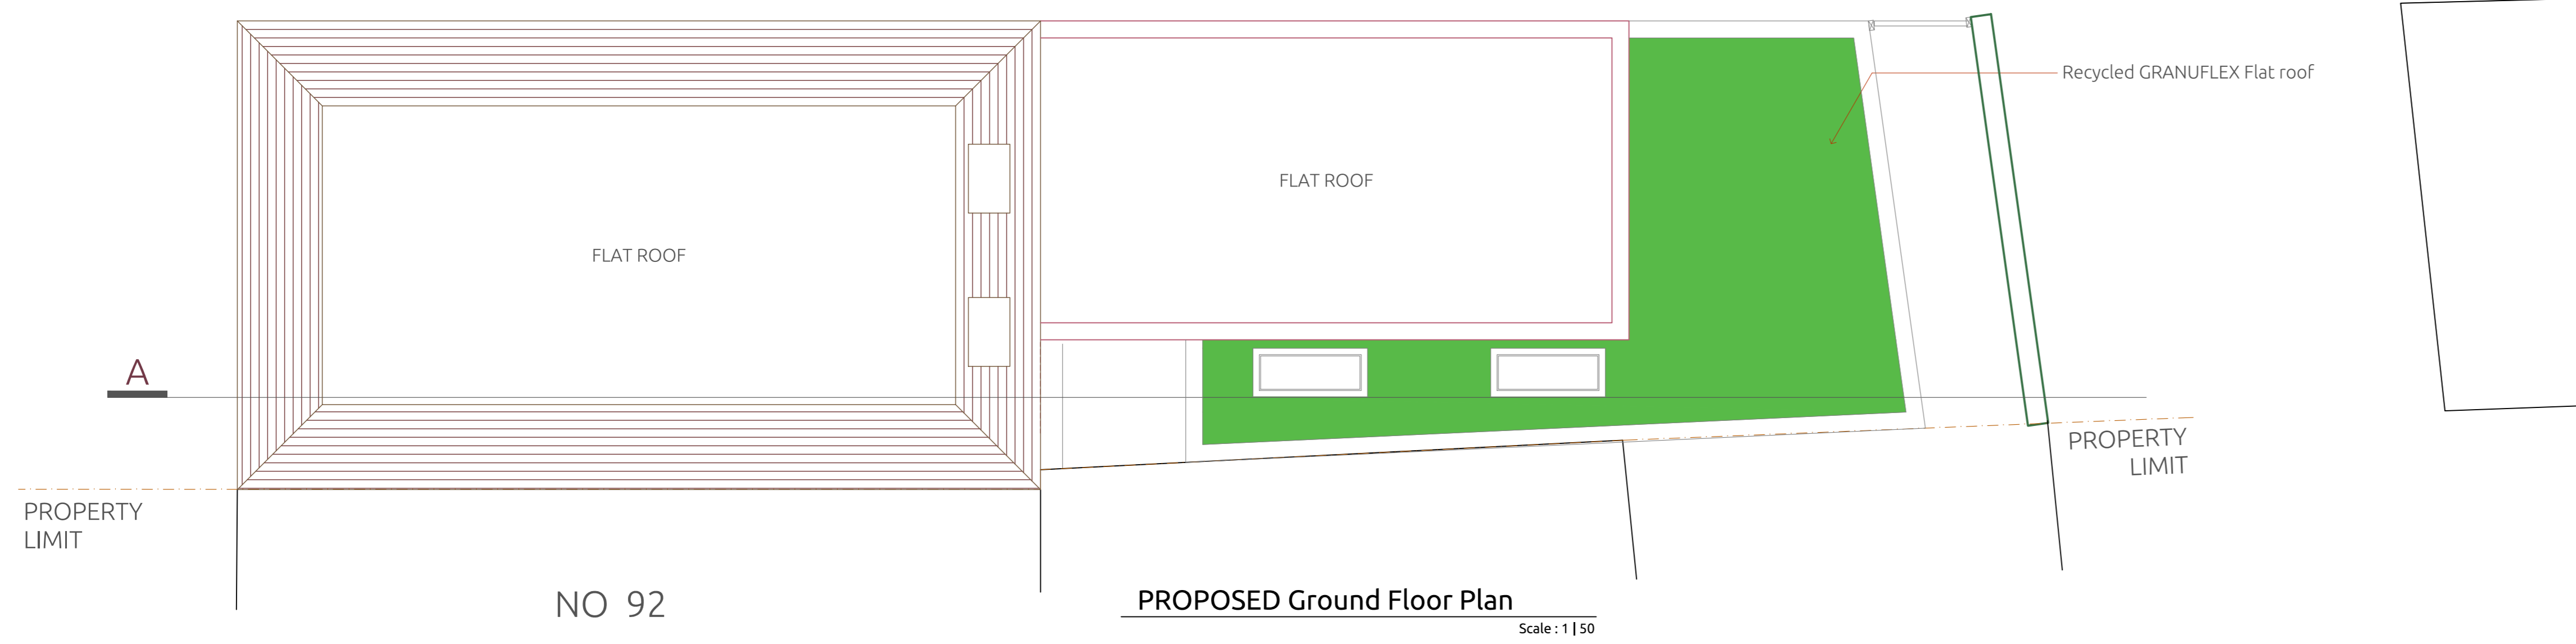 Recycled GRANUFLEX Flat roof
FLAT ROOF
FLAT ROOF
A
PROPERTY
LIMIT
PROPERTY
LIMIT
NO 92
PROPOSED Ground Floor Plan
Scale : 1 | 50